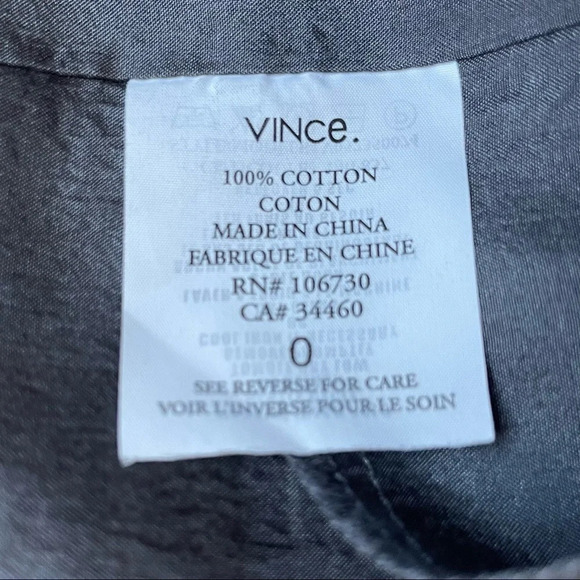 VINce.
100% COTTON
COTON
MADE IN CHINA
FABRIQUE EN CHINE
RN# 106730
CA# 34460
0
SEE REVERSE FOR CARE
VOIR L'INVERSE POUR LE SOIN